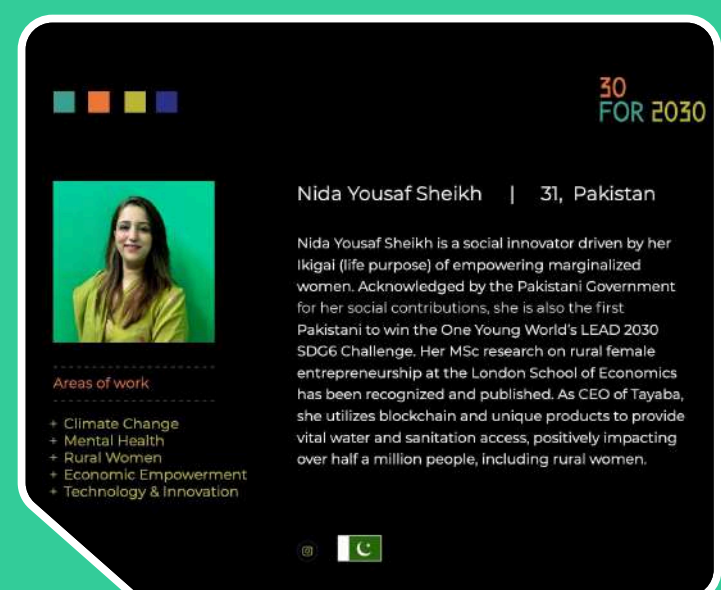 30
FOR 2030
Nida Yousaf Sheikh | 31, Pakistan
Nida Yousaf Sheikh is a social innovator driven by her
Ikigai (life purpose) of empowering marginalized
women. Acknowledged by the Pakistani Government
for her social contributions, she is also the first
Pakistani to win the One Young World's LEAD 2030
SDG6 Challenge. Her MSc research on rural female
entrepreneurship at the London School of Economics
has been recognized and published. As CEO of Tayaba,
she utilizes blockchain and unique products to provide
vital water and sanitation access, positively impacting
over half a million people, including rural women.
Areas of work
+ Climate Change
+ Mental Health
+ Rural Women
+ Economic Empowerment
+ Technology & Innovation